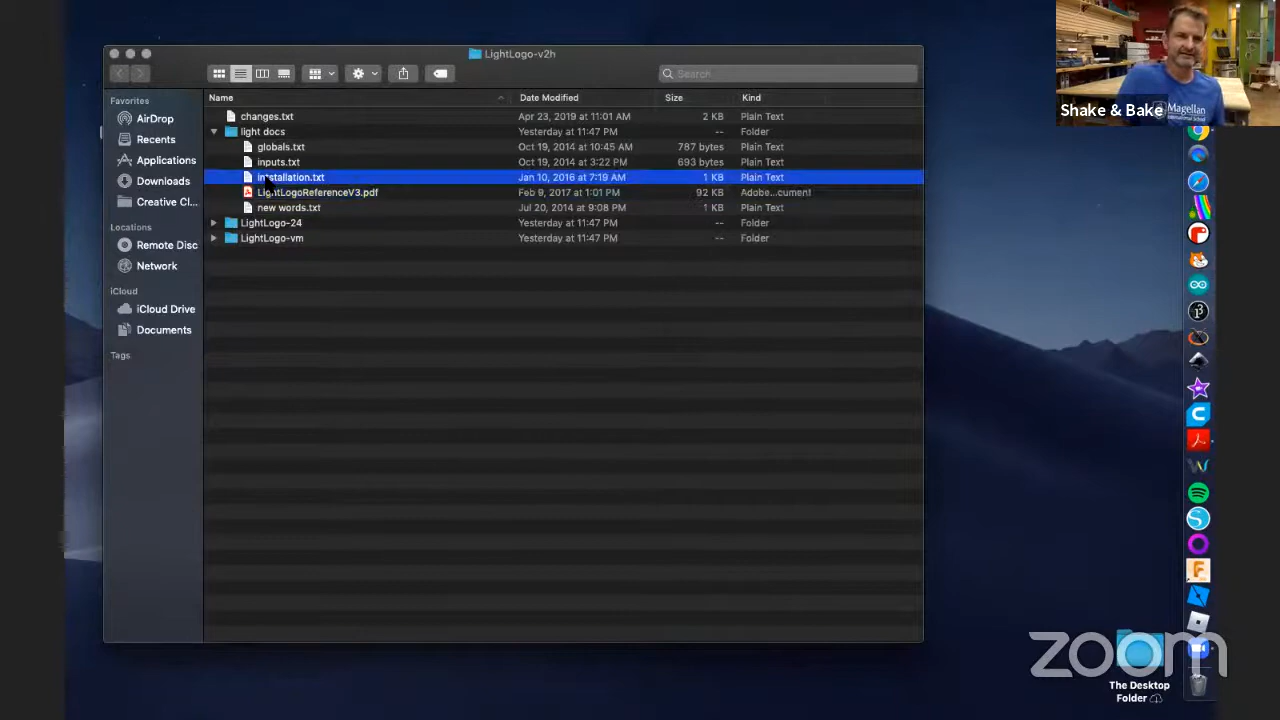 LightLogo-v2h
Search
Favorites
AirDrop
Recents
Applications
Downloads
Creative Cl...
Locations
Remote Disc
Network
iCloud
iCloud Drive
Documents
Tags
Name Date Modified Size Kind
changes.txt Apr 23, 2019 at 11:01 AM 2 KB Plain Text
light docs Yesterday at 11:47 PM -- Folder
globals.txt Oct 19, 2014 at 10:45 AM 787 bytes Plain Text
inputs.txt Oct 19, 2014 at 3:22 PM 693 bytes Plain Text
installation.txt Jan 10, 2016 at 7:19 AM 1 KB Plain Text
LightLogoReferenceV3.pdf Feb 9, 2017 at 1:01 PM 92 KB Adobe...cument
new words.txt Jul 20, 2014 at 9:08 PM 1 KB Plain Text
LightLogo-24 Yesterday at 11:47 PM -- Folder
LightLogo-vm Yesterday at 11:47 PM -- Folder
Shake & Bake
Magellan
International School
The Desktop
Folder
zoom